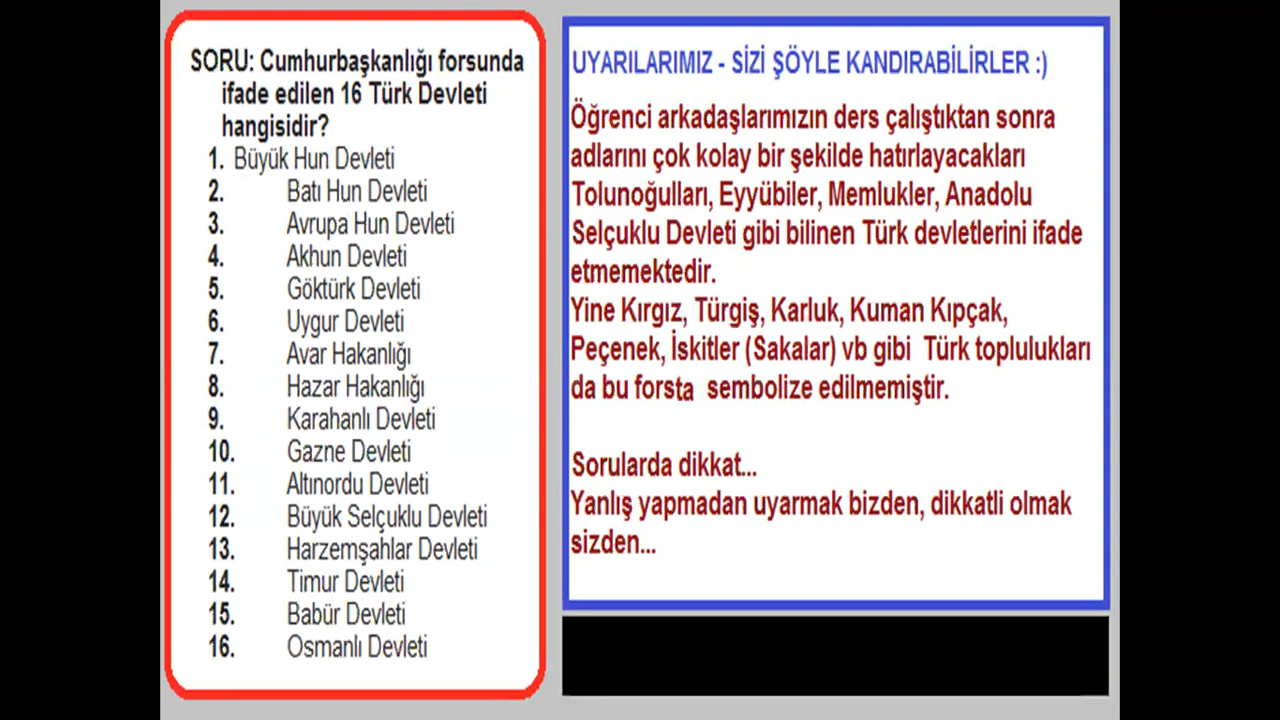 SORU: Cumhurbaşkanlığı forsunda
ifade edilen 16 Türk Devleti
hangisidir?
1. Büyük Hun Devleti
2. Batı Hun Devleti
3. Avrupa Hun Devleti
4. Akhun Devleti
5. Göktürk Devleti
6. Uygur Devleti
7. Avar Hakanlığı
8. Hazar Hakanlığı
9. Karahanlı Devleti
10. Gazne Devleti
11. Altınordu Devleti
12. Büyük Selçuklu Devleti
13. Harzemşahlar Devleti
14. Timur Devleti
15. Babür Devleti
16. Osmanlı Devleti
UYARILARIMIZ - SİZİ ŞÖYLE KANDIRABİLİRLER :)
Öğrenci arkadaşlarımızın ders çalıştıktan sonra
adlarını çok kolay bir şekilde hatırlayacakları
Tolunoğulları, Eyyübiler, Memlukler, Anadolu
Selçuklu Devleti gibi bilinen Türk devletlerini ifade
etmemektedir.
Yine Kırgız, Türgiş, Karluk, Kuman Kıpçak,
Peçenek, İskitler (Sakalar) vb gibi Türk toplulukları
da bu forsta sembolize edilmemiştir.
Sorularda dikkat...
Yanlış yapmadan uyarmak bizden, dikkatli olmak
sizden...